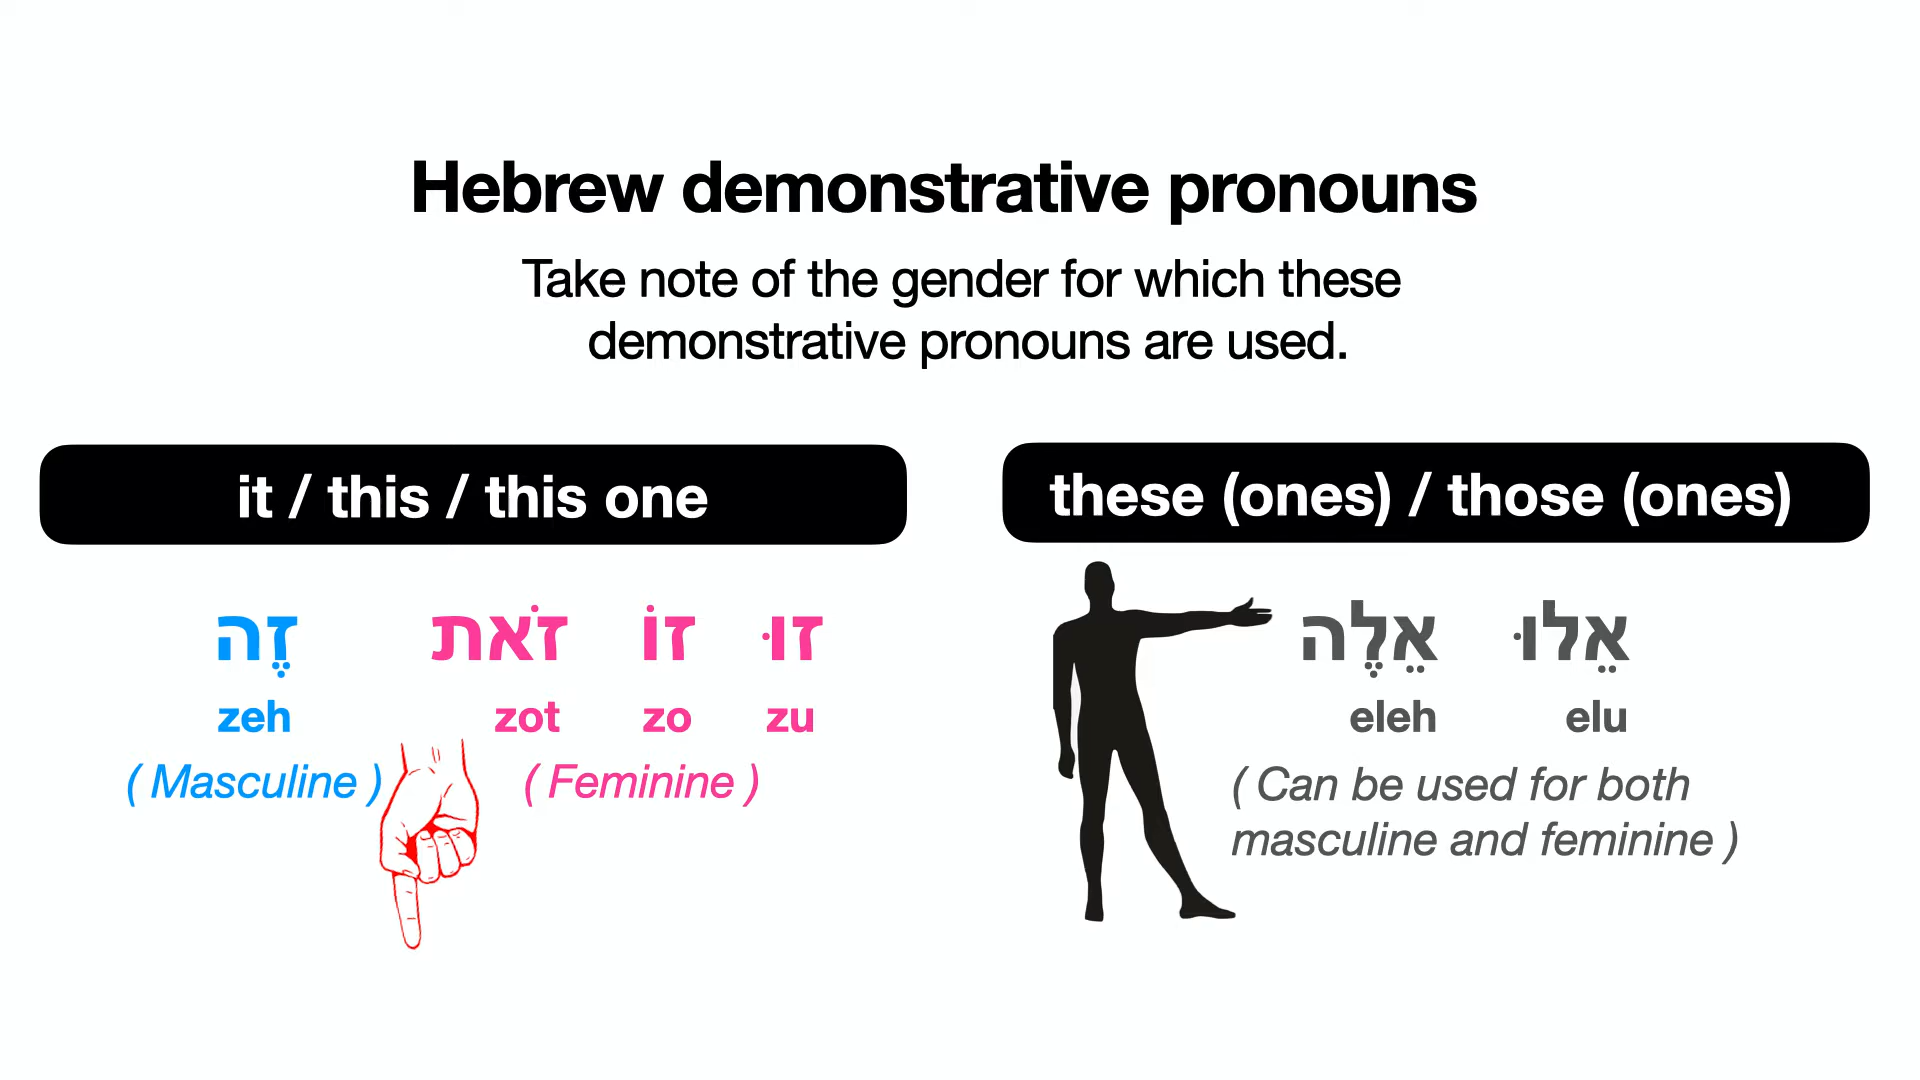 Hebrew demonstrative pronouns
Take note of the gender for which these
demonstrative pronouns are used.
it / this / this one
זֶה זֹאת זוֹ זוּ
zeh zot zo zu
( Masculine ) ( Feminine )
these (ones) / those (ones)
אֵלֶה אֵלוּ
eleh elu
( Can be used for both
masculine and feminine )